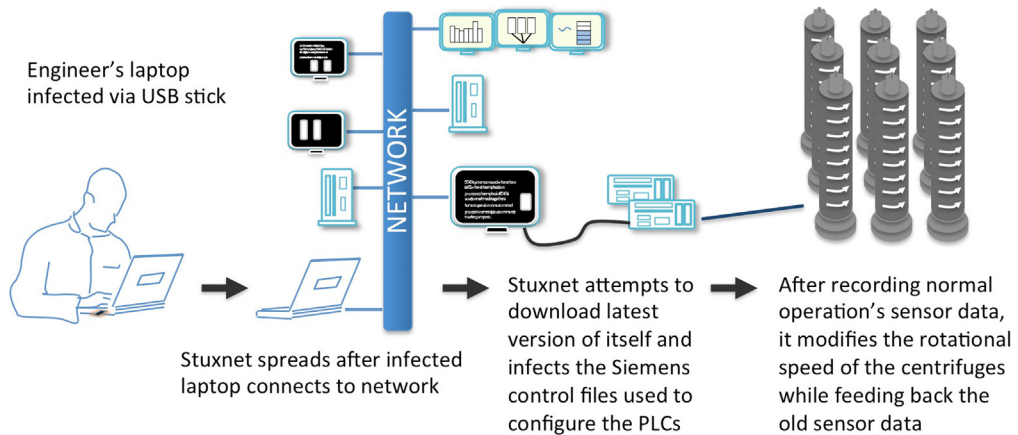 Engineer's laptop
infected via USB stick
NETWORK
Stuxnet spreads after infected
laptop connects to network
Stuxnet attempts to
download latest
version of itself and
infects the Siemens
control files used to
configure the PLCs
After recording normal
operation's sensor data,
it modifies the rotational
speed of the centrifuges
while feeding back the
old sensor data